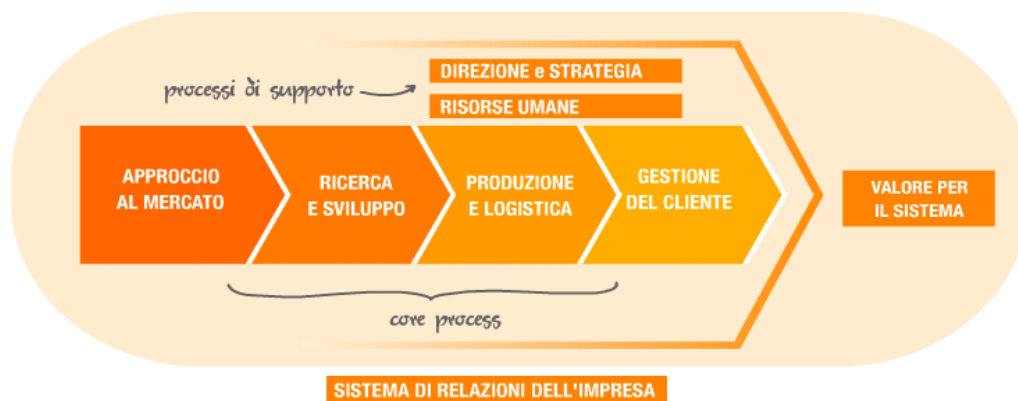 processi di supporto
DIREZIONE e STRATEGIA
RISORSE UMANE
APPROCCIO
AL MERCATO
RICERCA
E SVILUPPO
PRODUZIONE
E LOGISTICA
GESTIONE
DEL CLIENTE
VALORE PER
IL SISTEMA
core process
SISTEMA DI RELAZIONI DELL'IMPRESA